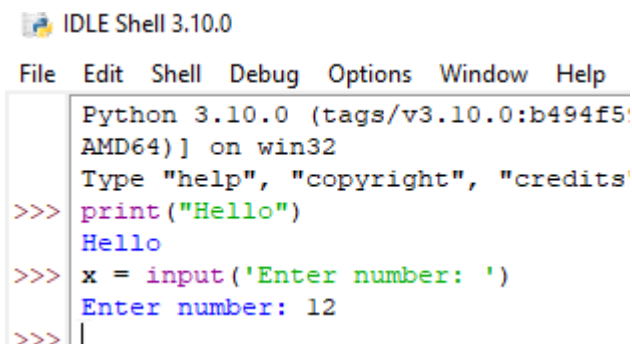 IDLE Shell 3.10.0
File Edit Shell Debug Options Window Help
Python 3.10.0 (tags/v3.10.0:b494f5
AMD64)] on win32
Type "help", "copyright", "credits"
>>> print("Hello")
Hello
>>> x = input('Enter number: ')
Enter number: 12
>>>